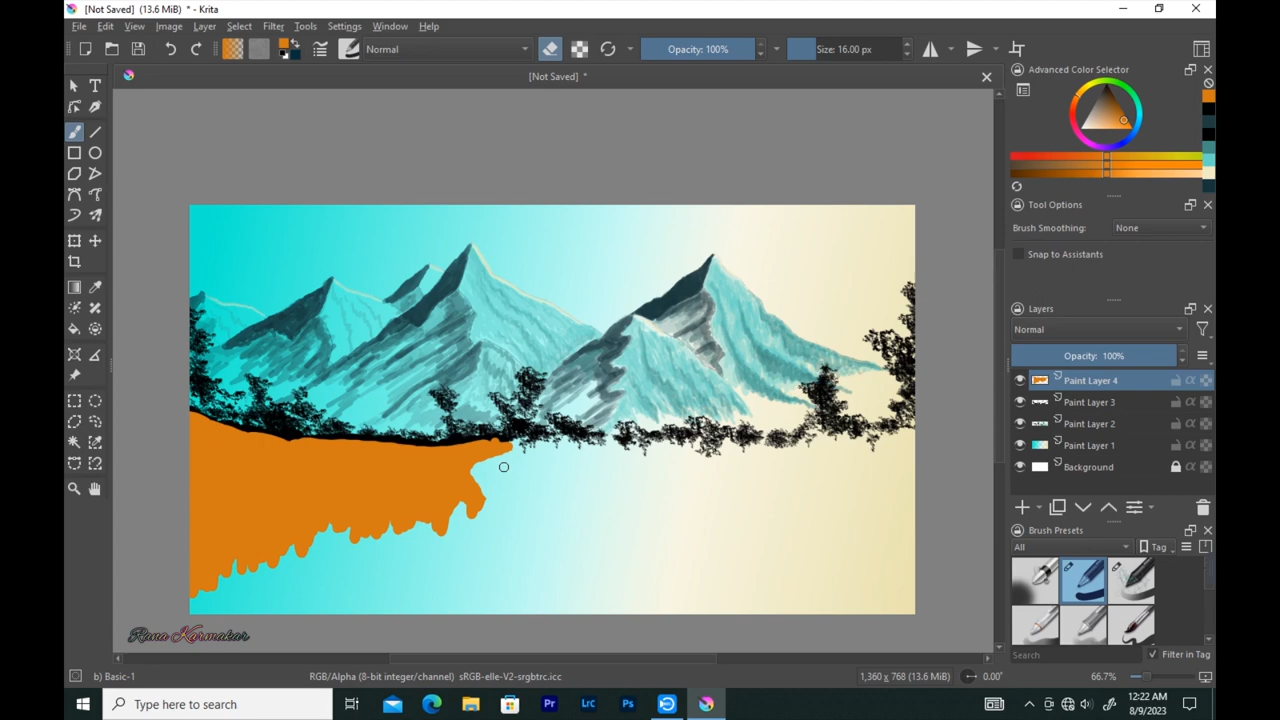 [Not Saved] (13.6 MiB) * - Krita
File Edit View Image Layer Select Filter Tools Settings Window Help
Normal
Opacity: 100%
Size: 16.00 px
[Not Saved] *
Advanced Color Selector
Tool Options
Brush Smoothing: None
Snap to Assistants
Layers
Normal
Opacity: 100%
Paint Layer 4
Paint Layer 3
Paint Layer 2
Paint Layer 1
Background
Brush Presets
All
Tag
Search
Filter in Tag
Rana Karmakar
b) Basic-1
RGB/Alpha (8-bit integer/channel) sRGB-elle-V2-srgbtrc.icc
1,360 x 768 (13.6 MiB)
0.00°
66.7%
Type here to search
Pr
Lrc
Ps
12:22 AM
8/9/2023